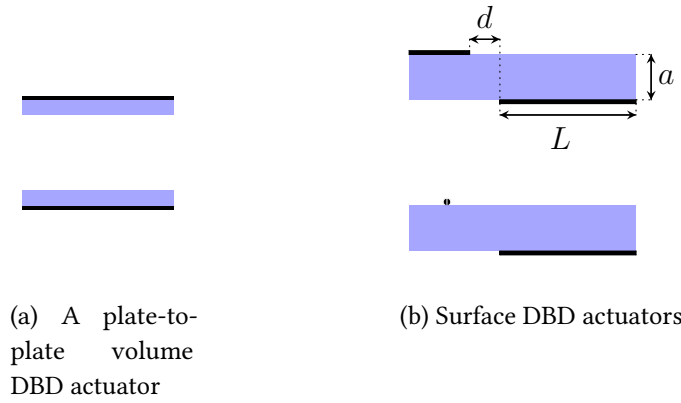 d
a
L
(a) A plate-to-
plate volume
DBD actuator
(b) Surface DBD actuators